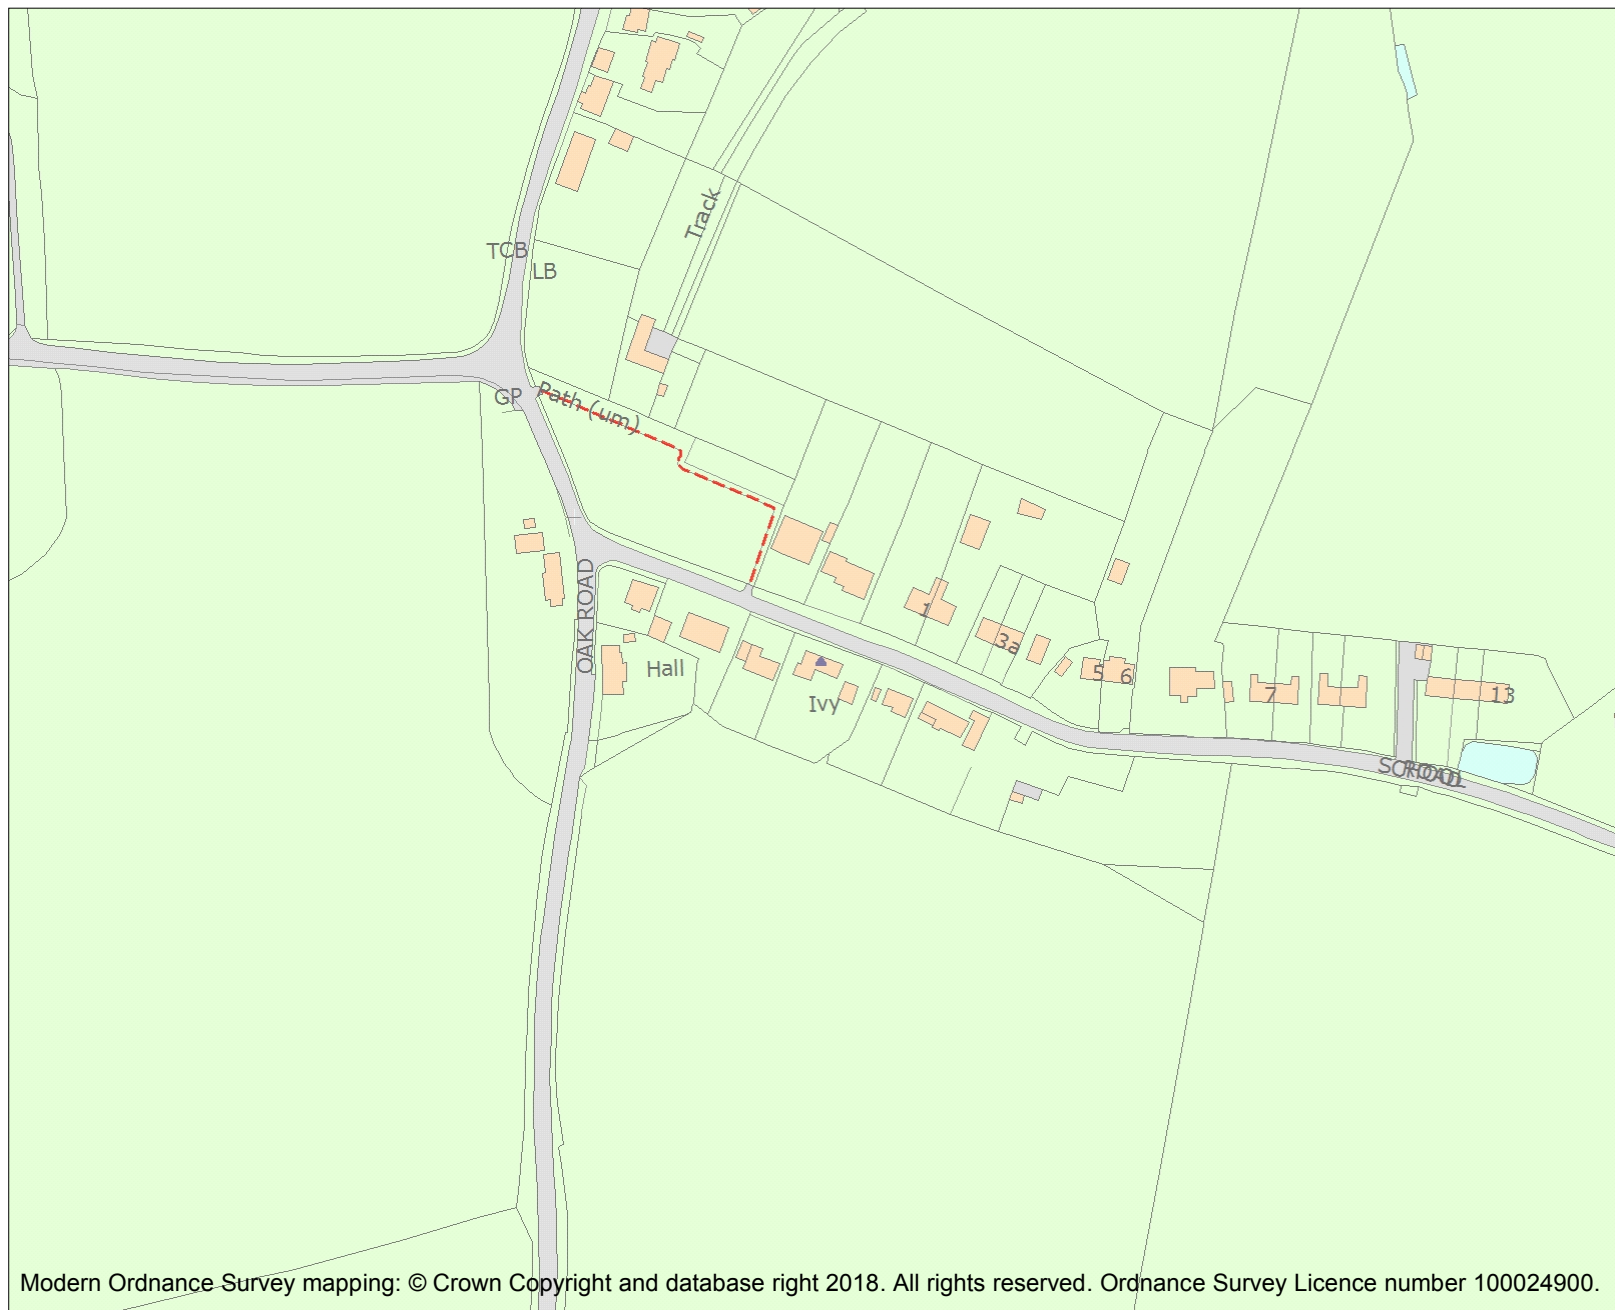 Track
TCB
LB
GP
Path (um)
OAK ROAD
Hall
Ivy
1
3a
5
6
7
13
SCHOOL
ROAD
Modern Ordnance Survey mapping: © Crown Copyright and database right 2018. All rights reserved. Ordnance Survey Licence number 100024900.